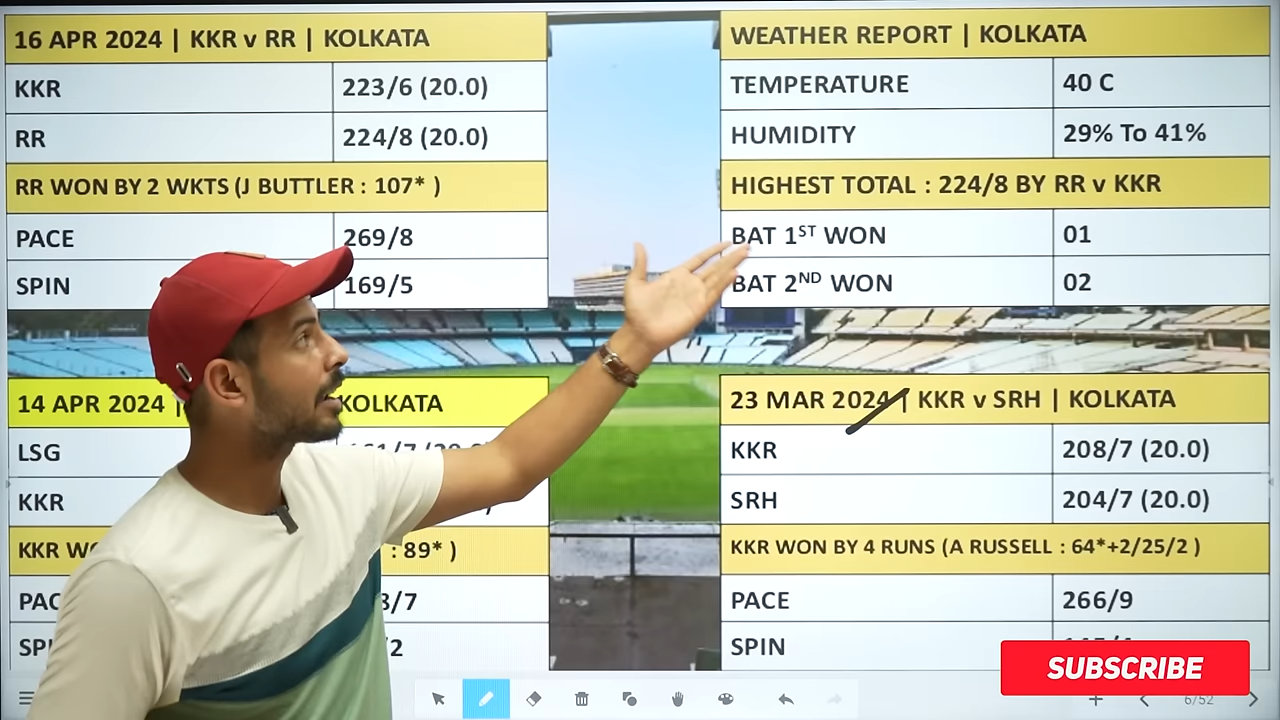 16 APR 2024 | KKR v RR | KOLKATA
KKR 223/6 (20.0)
RR 224/8 (20.0)
RR WON BY 2 WKTS (J BUTTLER : 107* )
PACE 269/8
SPIN 169/5
WEATHER REPORT | KOLKATA
TEMPERATURE 40 C
HUMIDITY 29% To 41%
HIGHEST TOTAL : 224/8 BY RR v KKR
BAT 1ST WON 01
BAT 2ND WON 02
14 APR 2024 | KOLKATA
LSG
KKR
KKR : 89* )
/7
/2
23 MAR 2024 | KKR v SRH | KOLKATA
KKR 208/7 (20.0)
SRH 204/7 (20.0)
KKR WON BY 4 RUNS (A RUSSELL : 64*+2/25/2 )
PACE 266/9
SPIN
SUBSCRIBE
6/52